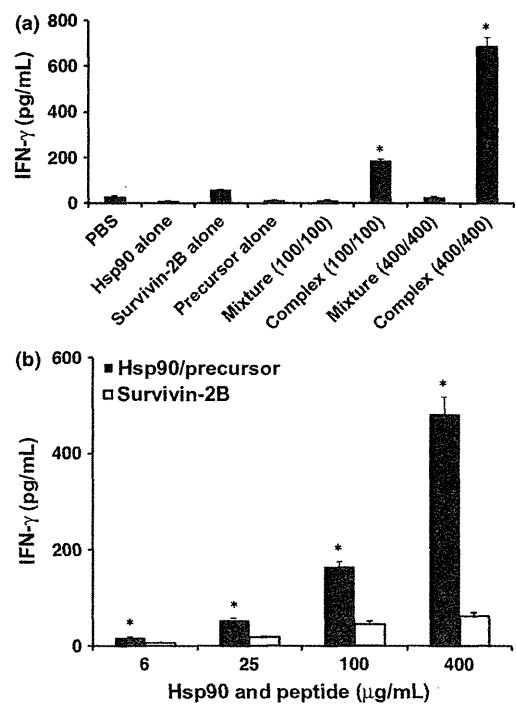 (a)
800
600
400
200
0
IFN-γ (pg/mL)
*
*
PBS
Hsp90 alone
Survivin-2B alone
Precursor alone
Mixture (100/100)
Complex (100/100)
Mixture (400/400)
Complex (400/400)
(b)
600
400
200
0
IFN-γ (pg/mL)
Hsp90/precursor
Survivin-2B
*
*
*
*
6 25 100 400
Hsp90 and peptide (μg/mL)